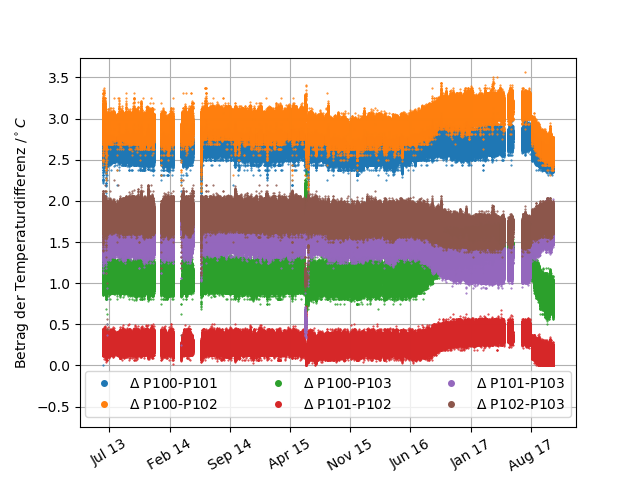 3.5
3.0
2.5
2.0
1.5
1.0
0.5
0.0
−0.5
Betrag der Temperaturdifferenz /°C
Δ P100-P101
Δ P100-P102
Δ P100-P103
Δ P101-P102
Δ P101-P103
Δ P102-P103
Jul 13
Feb 14
Sep 14
Apr 15
Nov 15
Jun 16
Jan 17
Aug 17